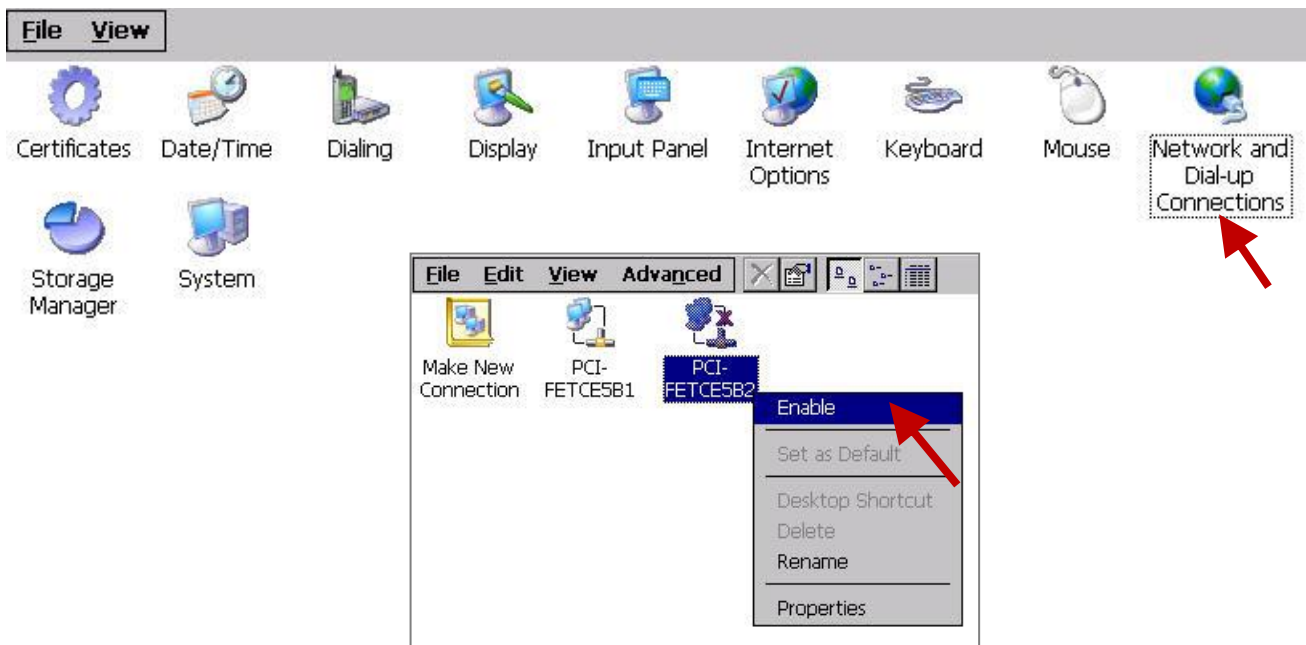 File View
Certificates Date/Time Dialing Display Input Panel Internet Options Keyboard Mouse Network and Dial-up Connections
Storage Manager System
File Edit View Advanced
Make New Connection PCI-FETCE5B1 PCI-FETCE5B2
Enable
Set as Default
Desktop Shortcut
Delete
Rename
Properties